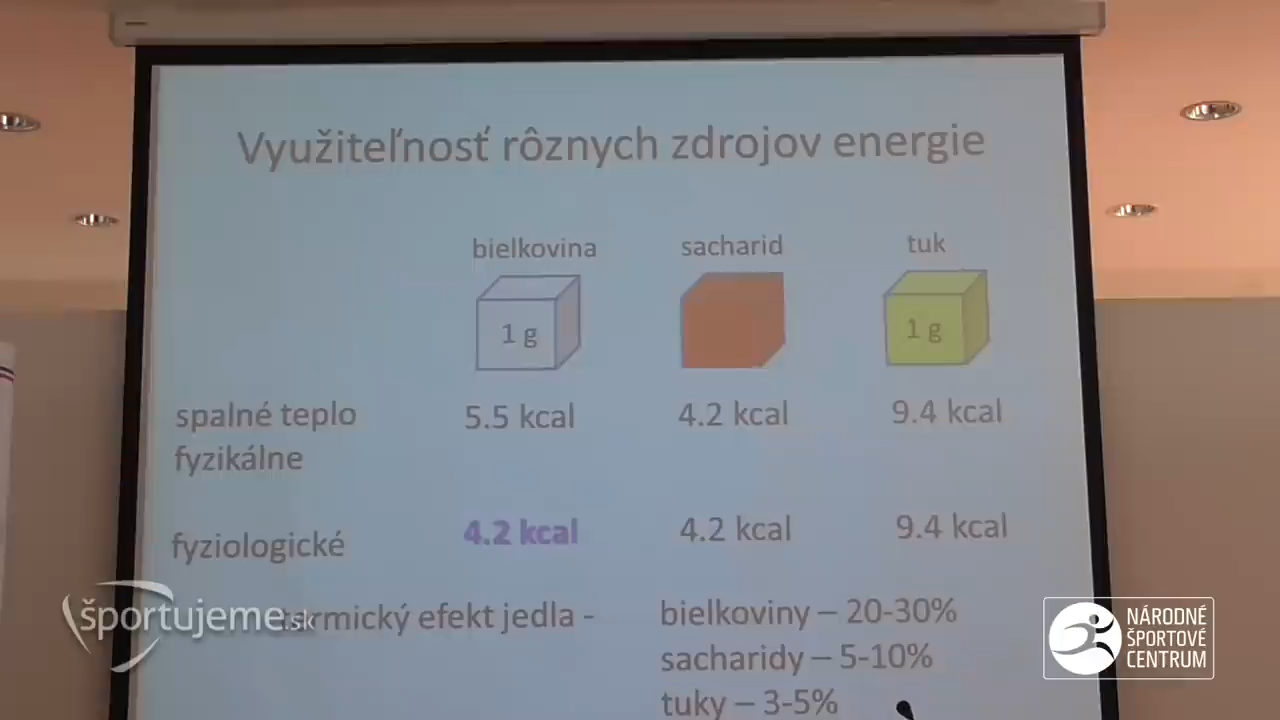 Využiteľnosť rôznych zdrojov energie
bielkovina sacharid tuk
1 g 1 g
spalné teplo 5.5 kcal 4.2 kcal 9.4 kcal
fyzikálne
fyziologické 4.2 kcal 4.2 kcal 9.4 kcal
termický efekt jedla - bielkoviny – 20-30%
sacharidy – 5-10%
tuky – 3-5%
športujeme.sk
NÁRODNÉ
ŠPORTOVÉ
CENTRUM